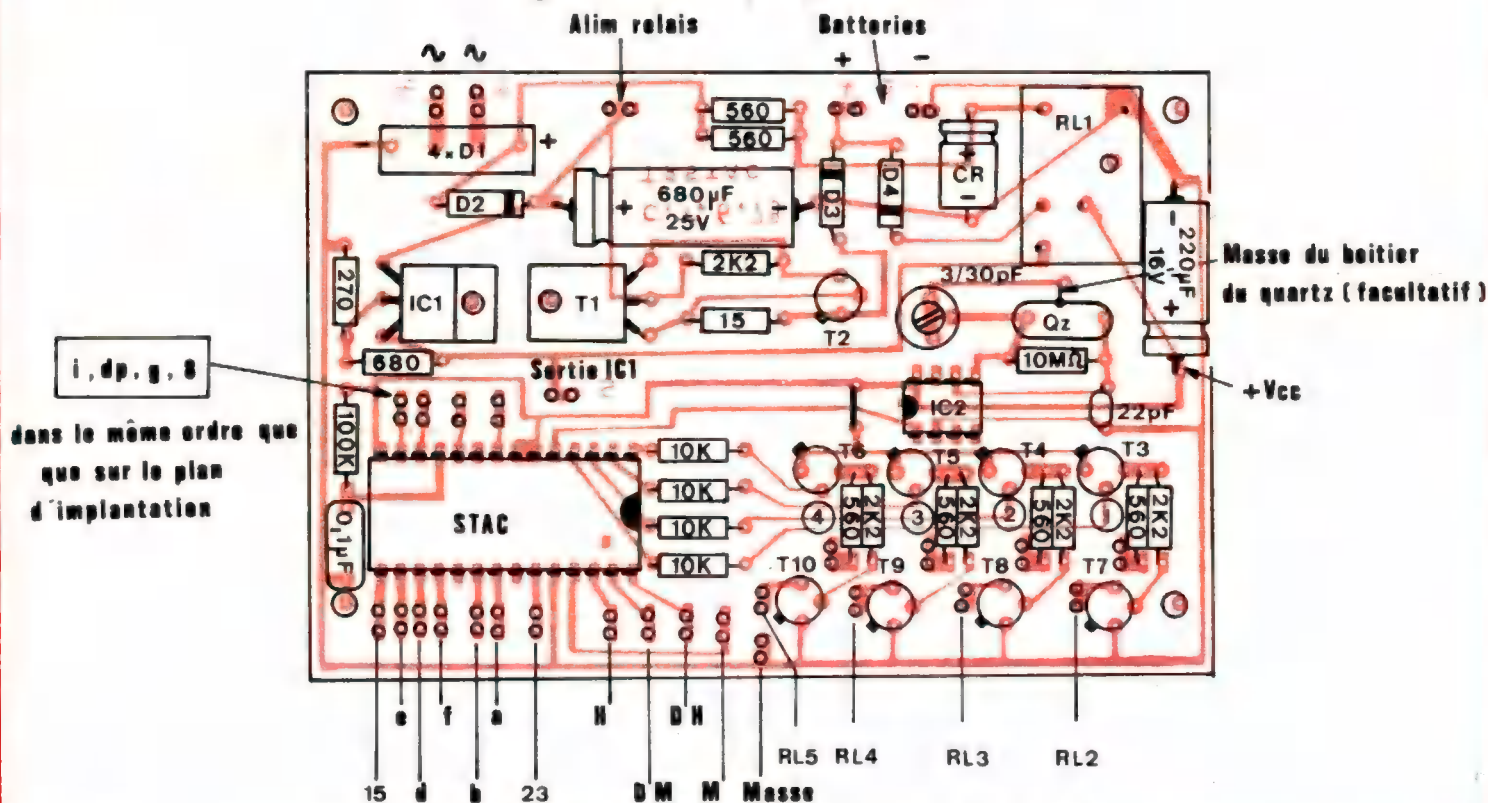 Alim relais
Batteries
∿ ∿
+ -
4xD1 +
560
560
RL1
+
CR
-
D2
+ 680µF -
25V
D3
D4
- 220µF
16V +
Masse du boitier
du quartz (facultatif)
270
IC1
T1
2K2
15
T2
3/30pF
Qz
10MΩ
680
Sortie IC1
+Vcc
i, dp, g, 8
dans le même ordre que
que sur le plan
d'implantation
100K
0,1µF
IC2
22pF
STAC
10K
10K
10K
10K
T6
T5
T4
T3
4
560
2K2
3
560
2K2
2
560
2K2
1
560
2K2
T10
T9
T8
T7
e f a H DH
RL5 RL4 RL3 RL2
15 d b 23 DM M Masse